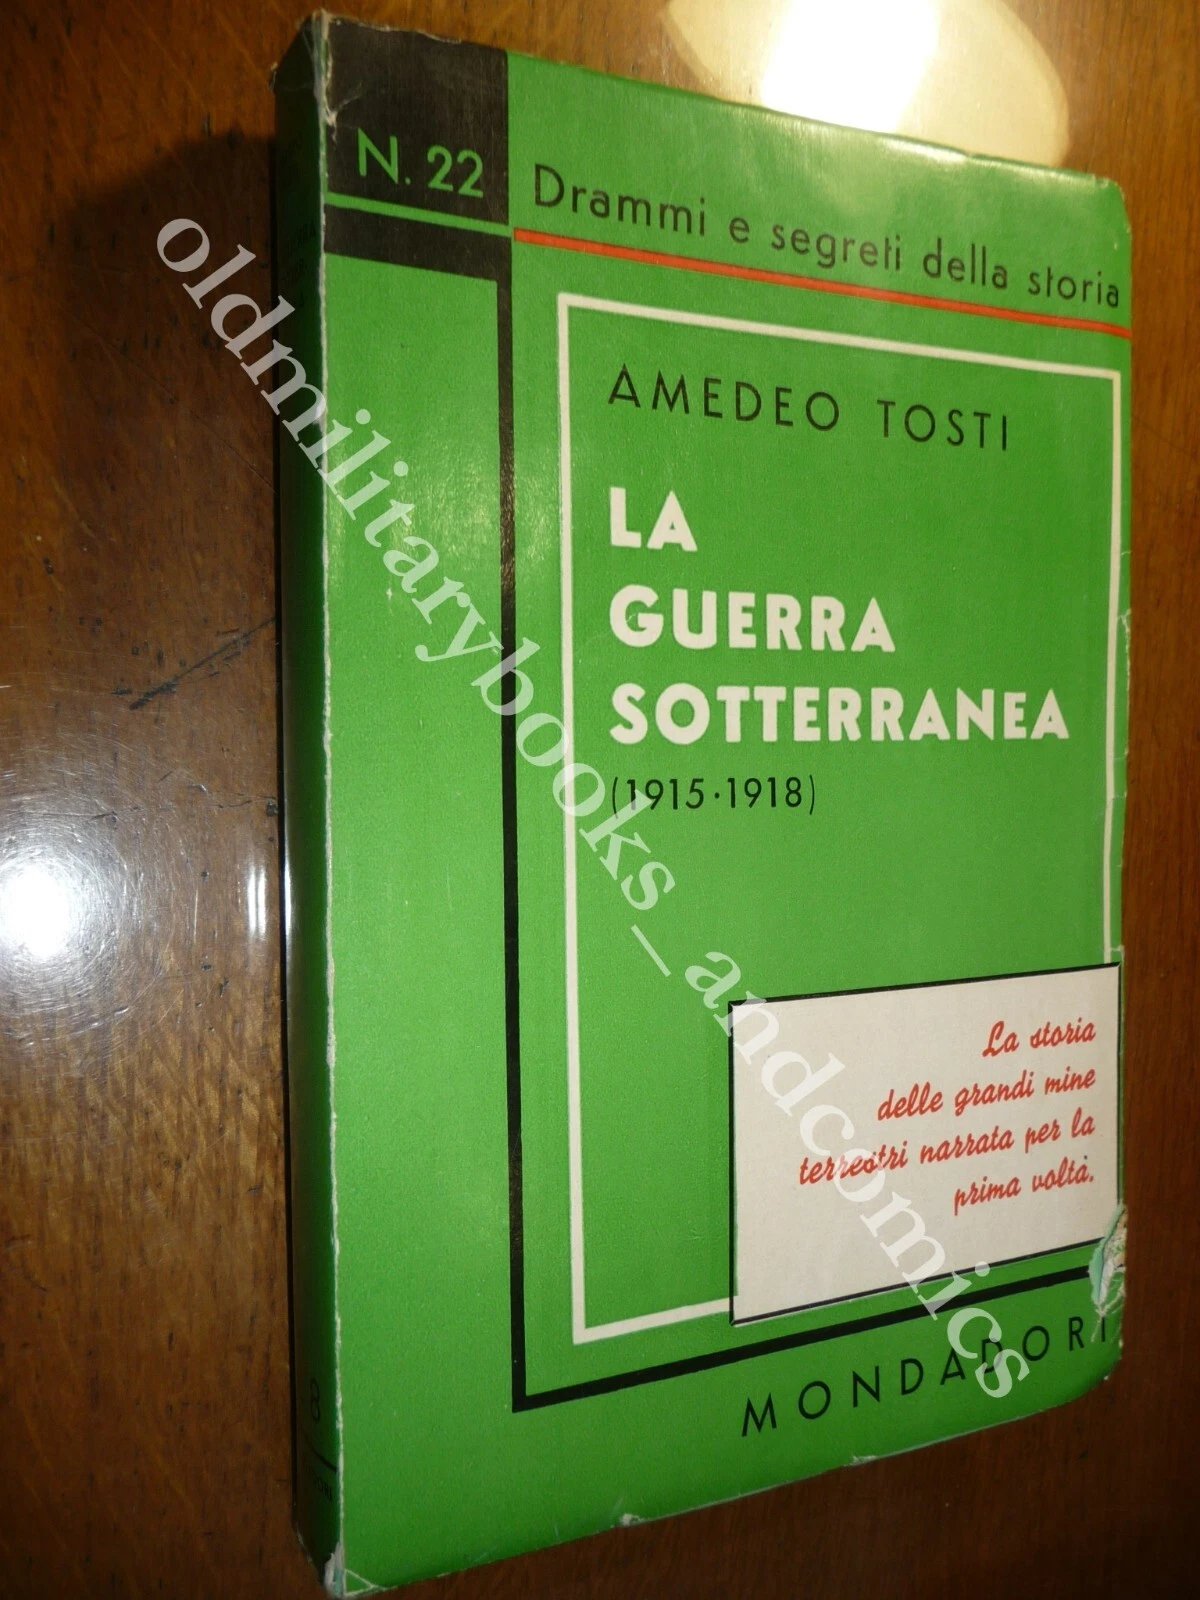 N. 22
Drammi e segreti della storia
AMEDEO TOSTI
LA
GUERRA
SOTTERRANEA
(1915·1918)
La storia
delle grandi mine
terrestri narrata per la
prima volta.
MONDADORI
8
oldmilitarybooks_andcomics